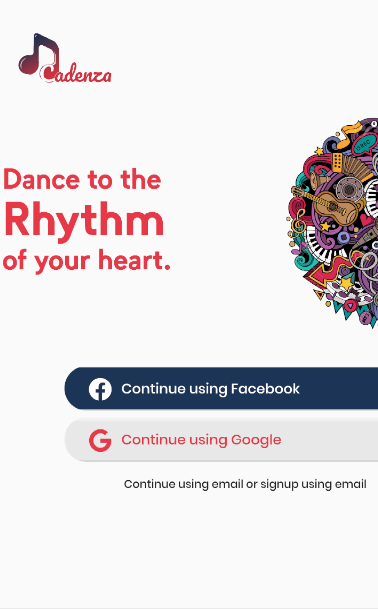 Cadenza
Dance to the
Rhythm
of your heart.
Continue using Facebook
Continue using Google
Continue using email or signup using email